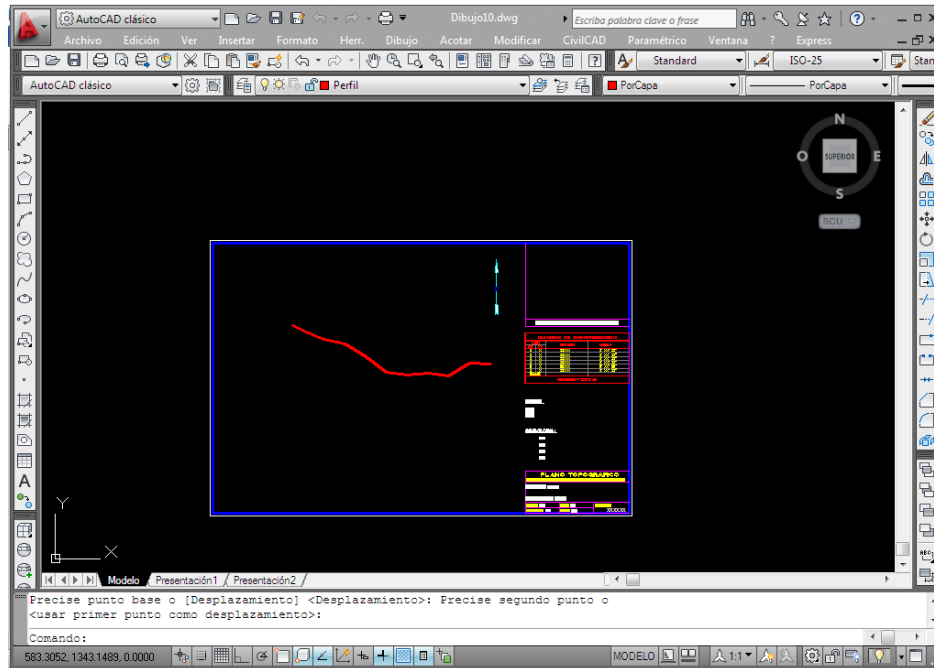 AutoCAD clásico
Dibujo10.dwg
Escriba palabra clave o frase
Archivo Edición Ver Insertar Formato Herr. Dibujo Acotar Modificar CivilCAD Paramétrico Ventana ? Express
Standard
ISO-25
Stan
AutoCAD clásico
Perfil
PorCapa
PorCapa
N
O
SUPERIOR
E
S
SCU
PLANO TOPOGRAFICO
XXXXXX
Y
X
Modelo Presentación1 Presentación2
Precise punto base o [Desplazamiento] <Desplazamiento>: Precise segundo punto o
<usar primer punto como desplazamiento>:
Comando:
583.3052, 1343.1489, 0.0000
MODELO
1:1